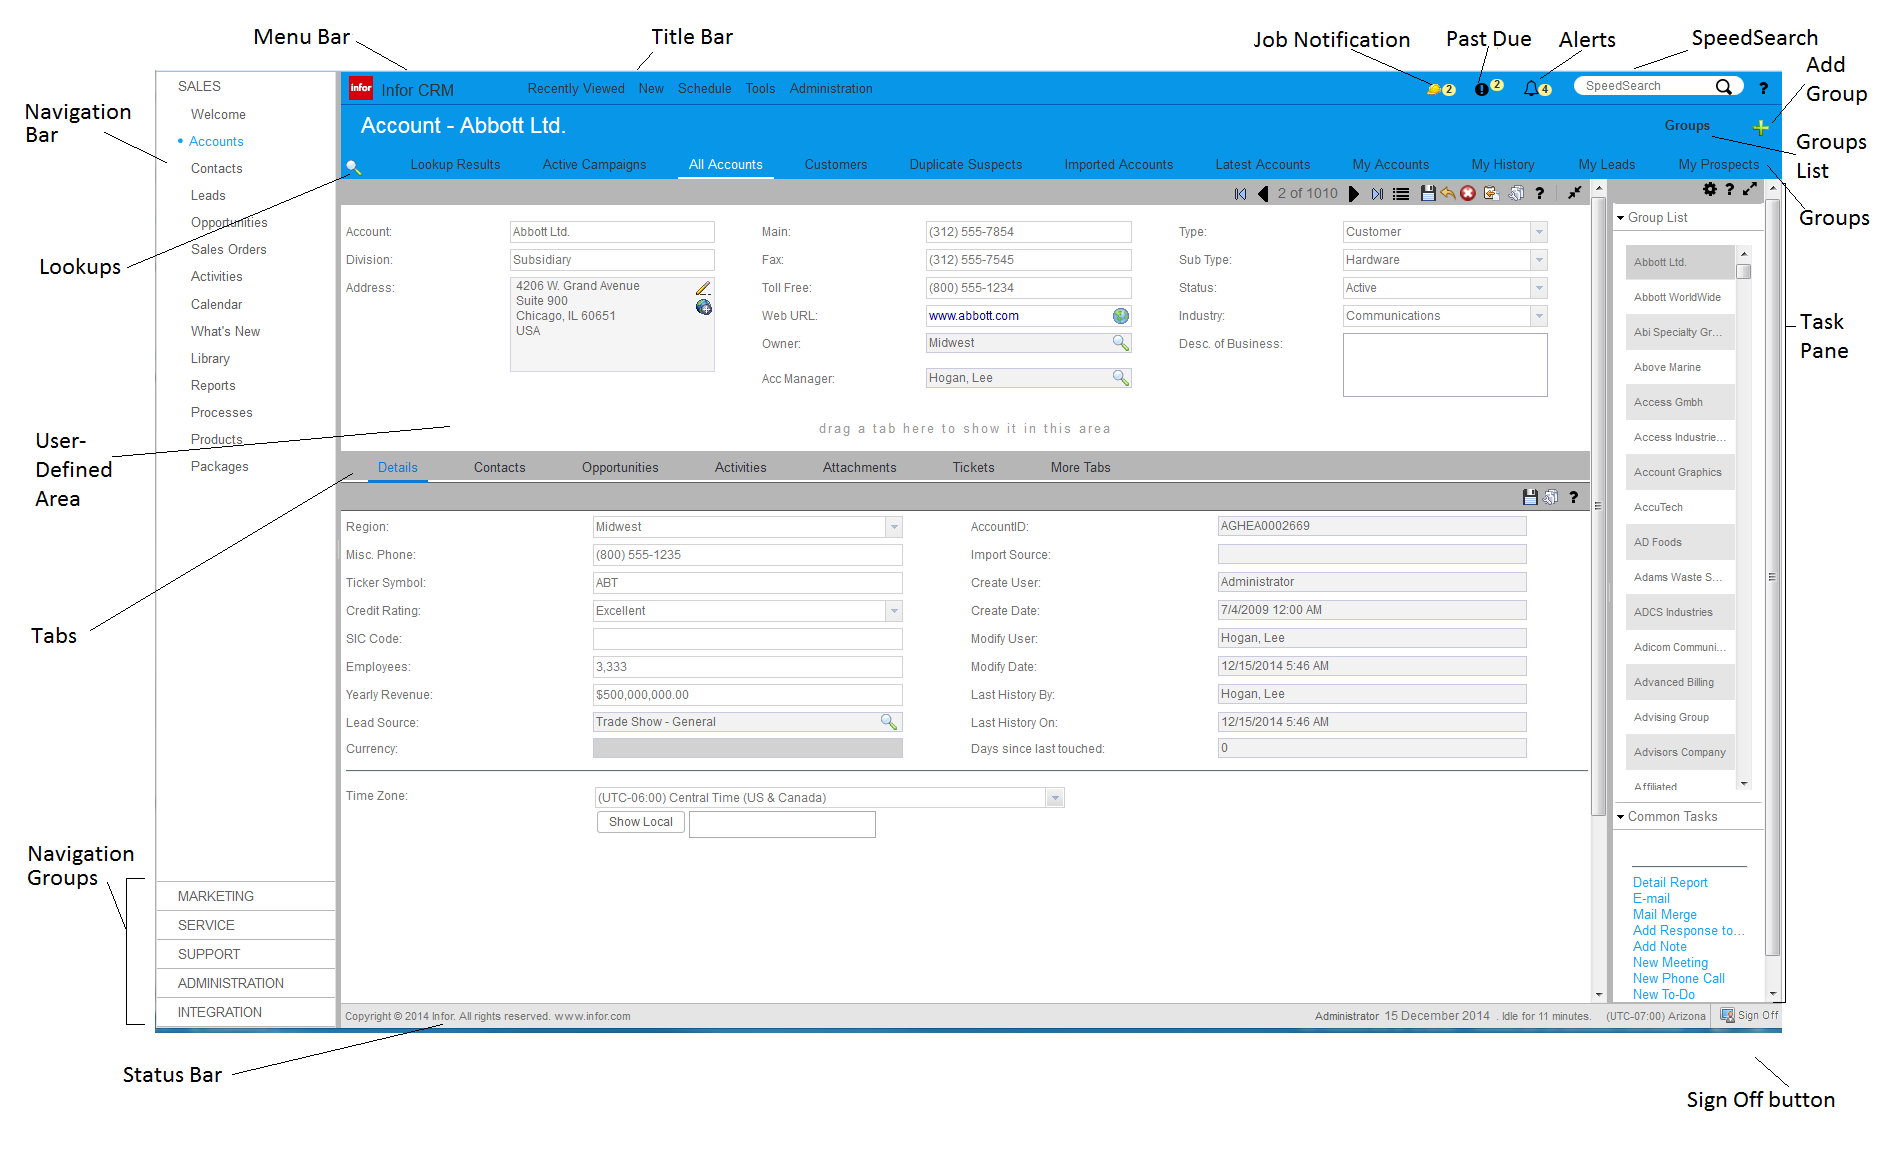 Menu Bar
Title Bar
Job Notification
Past Due
Alerts
SpeedSearch
Add
Group
Groups
List
Groups
Task
Pane
Navigation
Bar
Lookups
User-
Defined
Area
Tabs
Navigation
Groups
Status Bar
Sign Off button
SALES
Welcome
Accounts
Contacts
Leads
Opportunities
Sales Orders
Activities
Calendar
What's New
Library
Reports
Processes
Products
Packages
MARKETING
SERVICE
SUPPORT
ADMINISTRATION
INTEGRATION
infor Infor CRM Recently Viewed New Schedule Tools Administration 2 2 4 SpeedSearch ?
Account - Abbott Ltd. Groups
Lookup Results Active Campaigns All Accounts Customers Duplicate Suspects Imported Accounts Latest Accounts My Accounts My History My Leads My Prospects
2 of 1010 ? ?
Account: Abbott Ltd.
Division: Subsidiary
Address: 4206 W. Grand Avenue
Suite 900
Chicago, IL 60651
USA
Main: (312) 555-7854
Fax: (312) 555-7545
Toll Free: (800) 555-1234
Web URL: www.abbott.com
Owner: Midwest
Acc Manager: Hogan, Lee
Type: Customer
Sub Type: Hardware
Status: Active
Industry: Communications
Desc. of Business:
drag a tab here to show it in this area
Details Contacts Opportunities Activities Attachments Tickets More Tabs
?
Region: Midwest
Misc. Phone: (800) 555-1235
Ticker Symbol: ABT
Credit Rating: Excellent
SIC Code:
Employees: 3,333
Yearly Revenue: $500,000,000.00
Lead Source: Trade Show - General
Currency:
AccountID: AGHEA0002669
Import Source:
Create User: Administrator
Create Date: 7/4/2009 12:00 AM
Modify User: Hogan, Lee
Modify Date: 12/15/2014 5:46 AM
Last History By: Hogan, Lee
Last History On: 12/15/2014 5:46 AM
Days since last touched: 0
Time Zone: (UTC-06:00) Central Time (US & Canada)
Show Local
Group List
Abbott Ltd.
Abbott WorldWide
Abi Specialty Gr...
Above Marine
Access Gmbh
Access Industrie...
Account Graphics
AccuTech
AD Foods
Adams Waste S...
ADCS Industries
Adicom Communi...
Advanced Billing
Advising Group
Advisors Company
Affiliated
Common Tasks
Detail Report
E-mail
Mail Merge
Add Response to...
Add Note
New Meeting
New Phone Call
New To-Do
Copyright © 2014 Infor. All rights reserved. www.infor.com Administrator 15 December 2014 . Idle for 11 minutes. (UTC-07:00) Arizona Sign Off